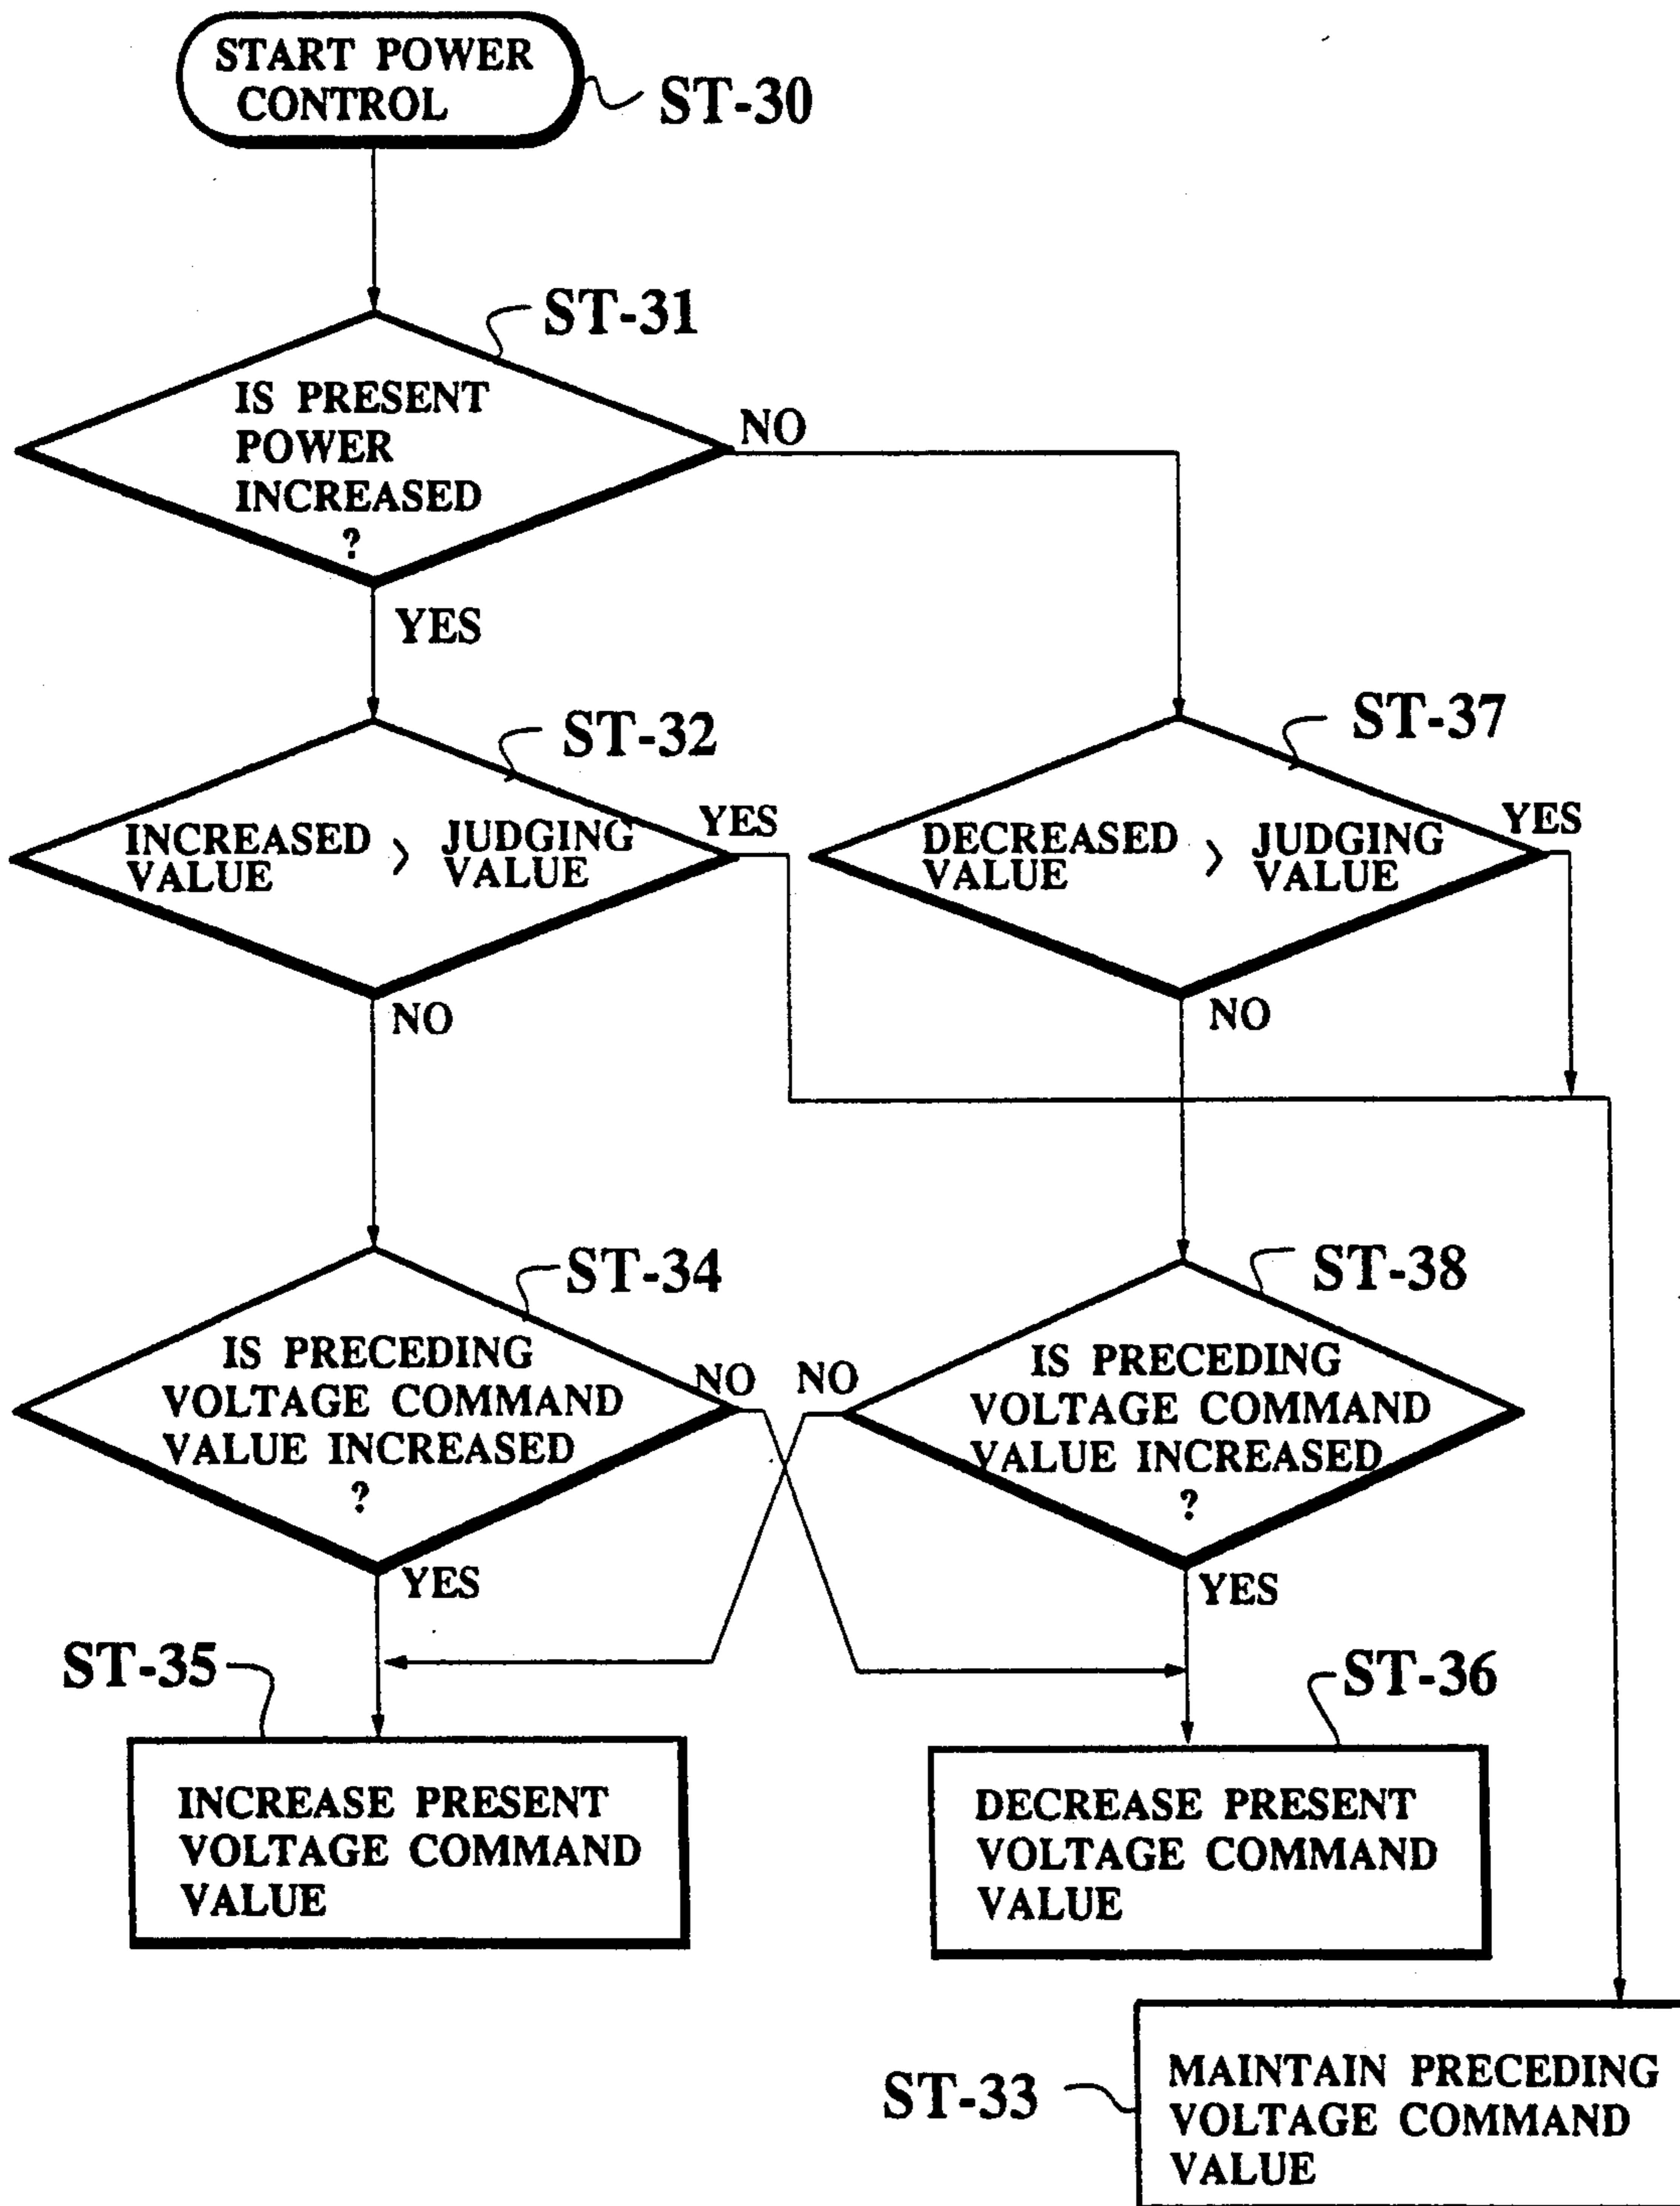 START POWER
CONTROL
ST-30
ST-31
IS PRESENT
POWER
INCREASED
?
NO
YES
ST-32
INCREASED VALUE > JUDGING VALUE
YES
NO
ST-37
DECREASED VALUE > JUDGING VALUE
YES
NO
ST-34
IS PRECEDING
VOLTAGE COMMAND
VALUE INCREASED
?
NO
YES
ST-38
IS PRECEDING
VOLTAGE COMMAND
VALUE INCREASED
?
NO
YES
ST-35
INCREASE PRESENT
VOLTAGE COMMAND
VALUE
ST-36
DECREASE PRESENT
VOLTAGE COMMAND
VALUE
ST-33
MAINTAIN PRECEDING
VOLTAGE COMMAND
VALUE